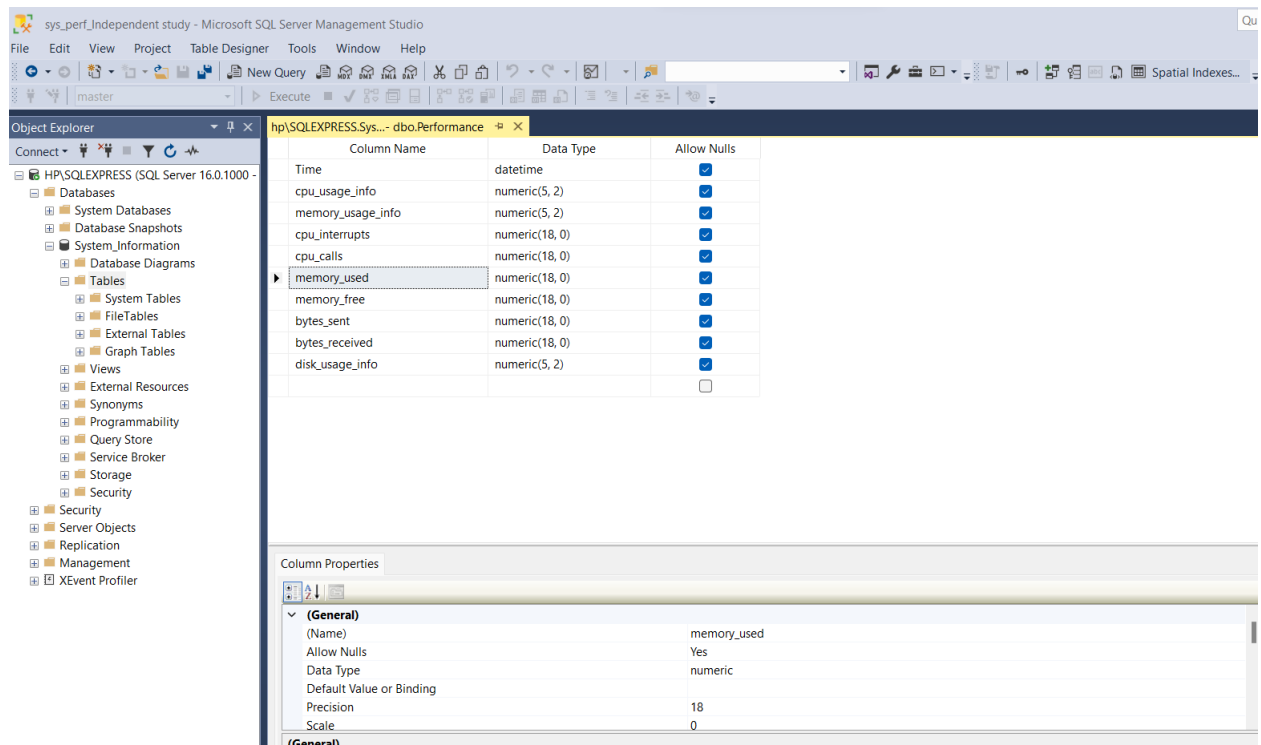 sys_perf_Independent study - Microsoft SQL Server Management Studio
Qu
File Edit View Project Table Designer Tools Window Help
New Query MDX DMX XMLA DAX Spatial Indexes...
master Execute
Object Explorer
hp\SQLEXPRESS.Sys...- dbo.Performance
Connect
HP\SQLEXPRESS (SQL Server 16.0.1000 -
Databases
System Databases
Database Snapshots
System_Information
Database Diagrams
Tables
System Tables
FileTables
External Tables
Graph Tables
Views
External Resources
Synonyms
Programmability
Query Store
Service Broker
Storage
Security
Security
Server Objects
Replication
Management
XEvent Profiler
Column Name Data Type Allow Nulls
Time datetime
cpu_usage_info numeric(5, 2)
memory_usage_info numeric(5, 2)
cpu_interrupts numeric(18, 0)
cpu_calls numeric(18, 0)
memory_used numeric(18, 0)
memory_free numeric(18, 0)
bytes_sent numeric(18, 0)
bytes_received numeric(18, 0)
disk_usage_info numeric(5, 2)
Column Properties
(General)
(Name) memory_used
Allow Nulls Yes
Data Type numeric
Default Value or Binding
Precision 18
Scale 0
(General)